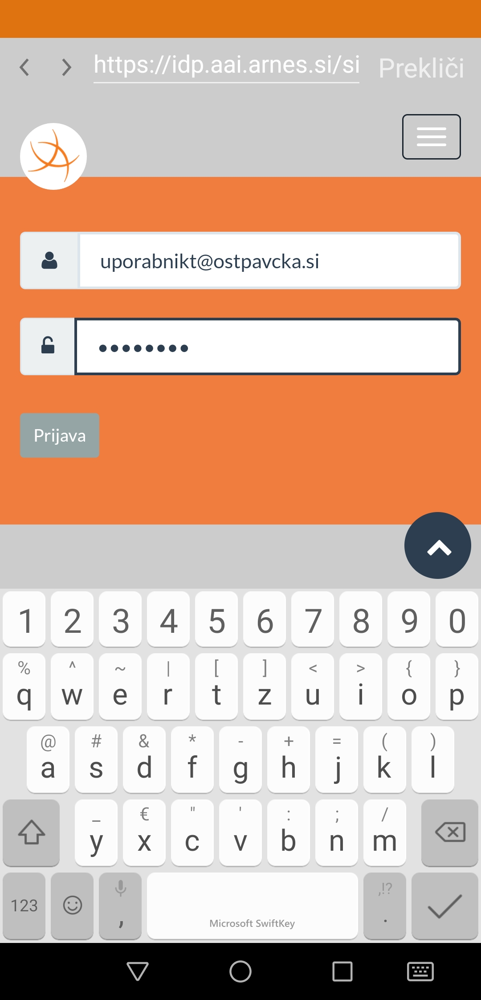 https://idp.aai.arnes.si/si Prekliči
uporabnikt@ostpavcka.si
••••••••
Prijava
1 2 3 4 5 6 7 8 9 0
% ^ ~ | [ ] < > { }
q w e r t z u i o p
@ # & * - + = ( )
a s d f g h j k l
_ € " ' : ; /
y x c v b n m
,!?
123 , Microsoft SwiftKey .